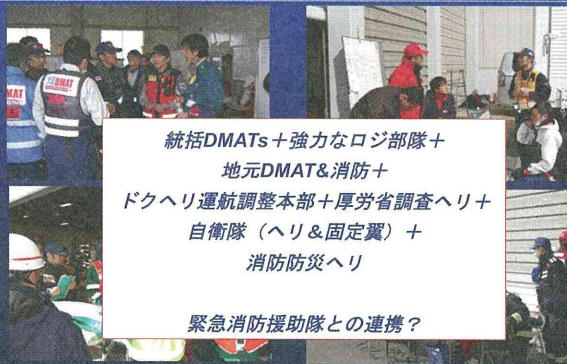 DMAT
DMAT
統括DMATs＋強力なロジ部隊＋
地元DMAT&消防＋
ドクヘリ運航調整本部＋厚労省調査ヘリ＋
自衛隊（ヘリ&固定翼）＋
消防防災ヘリ
緊急消防援助隊との連携？